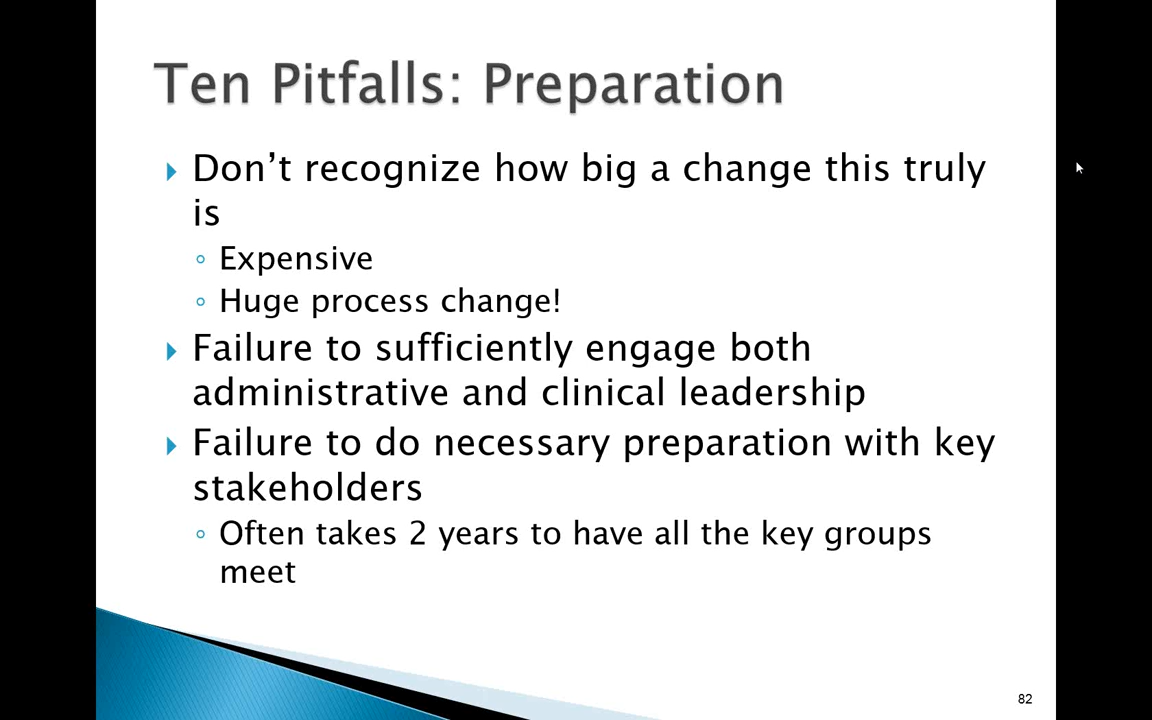 Ten Pitfalls: Preparation
Don’t recognize how big a change this truly
is
Expensive
Huge process change!
Failure to sufficiently engage both
administrative and clinical leadership
Failure to do necessary preparation with key
stakeholders
Often takes 2 years to have all the key groups
meet
82